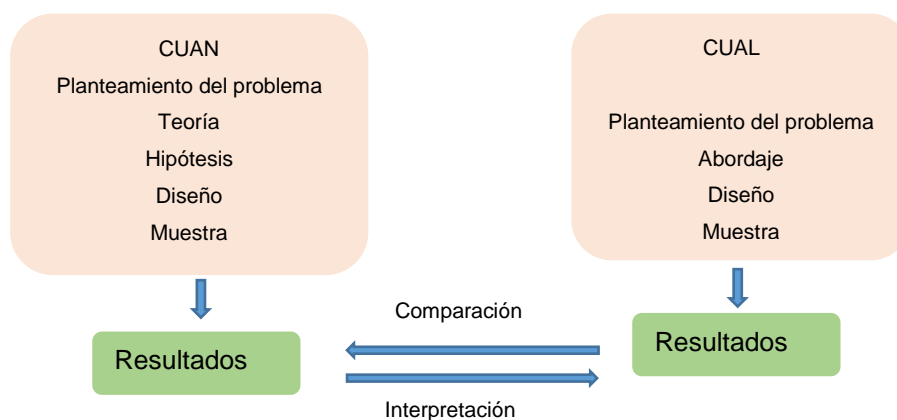 CUAN
Planteamiento del problema
Teoría
Hipótesis
Diseño
Muestra
CUAL
Planteamiento del problema
Abordaje
Diseño
Muestra
Comparación
Resultados
Resultados
Interpretación